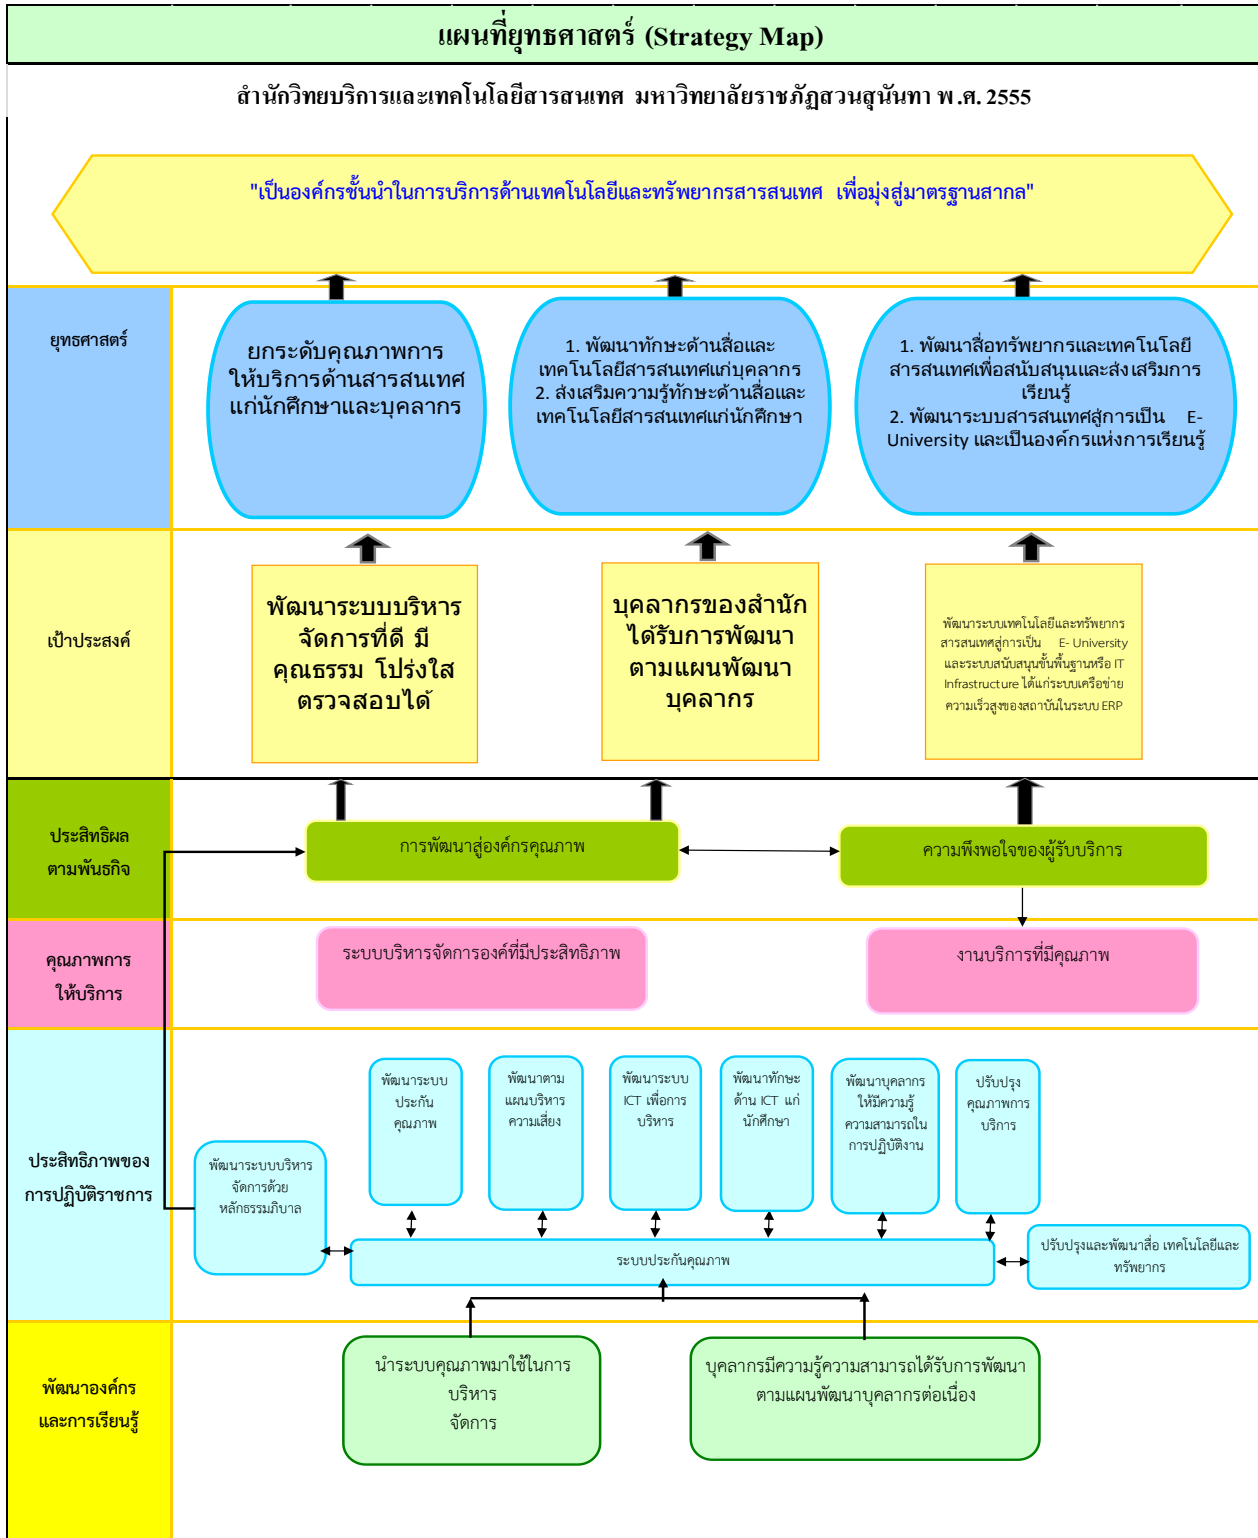 แผนที่ยุทธศาสตร์ (Strategy Map)
สำนักวิทยบริการและเทคโนโลยีสารสนเทศ มหาวิทยาลัยราชภัฏสวนสุนันทา พ.ศ. 2555
"เป็นองค์กรชั้นนำในการบริการด้านเทคโนโลยีและทรัพยากรสารสนเทศ เพื่อมุ่งสู่มาตรฐานสากล"
ยุทธศาสตร์
ยกระดับคุณภาพการ
ให้บริการด้านสารสนเทศ
แก่นักศึกษาและบุคลากร
1. พัฒนาทักษะด้านสื่อและ
เทคโนโลยีสารสนเทศแก่บุคลากร
2. ส่งเสริมความรู้ทักษะด้านสื่อและ
เทคโนโลยีสารสนเทศแก่นักศึกษา
1. พัฒนาสื่อทรัพยากรและเทคโนโลยี
สารสนเทศเพื่อสนับสนุนและส่งเสริมการ
เรียนรู้
2. พัฒนาระบบสารสนเทศสู่การเป็น E-
University และเป็นองค์กรแห่งการเรียนรู้
เป้าประสงค์
พัฒนาระบบบริหาร
จัดการที่ดี มี
คุณธรรม โปร่งใส
ตรวจสอบได้
บุคลากรของสำนัก
ได้รับการพัฒนา
ตามแผนพัฒนา
บุคลากร
พัฒนาระบบเทคโนโลยีและทรัพยากร
สารสนเทศสู่การเป็น E- University
และระบบสนับสนุนขั้นพื้นฐานหรือ IT
Infrastructure ได้แก่ระบบเครือข่าย
ความเร็วสูงของสถาบันในระบบ ERP
ประสิทธิผล
ตามพันธกิจ
การพัฒนาสู่องค์กรคุณภาพ
ความพึงพอใจของผู้รับบริการ
คุณภาพการ
ให้บริการ
ระบบบริหารจัดการองค์ที่มีประสิทธิภาพ
งานบริการที่มีคุณภาพ
ประสิทธิภาพของ
การปฏิบัติราชการ
พัฒนาระบบบริหาร
จัดการด้วย
หลักธรรมภิบาล
พัฒนาระบบ
ประกัน
คุณภาพ
พัฒนาตาม
แผนบริหาร
ความเสี่ยง
พัฒนาระบบ
ICT เพื่อการ
บริหาร
พัฒนาทักษะ
ด้าน ICT แก่
นักศึกษา
พัฒนาบุคลากร
ให้มีความรู้
ความสามารถใน
การปฏิบัติงาน
ปรับปรุง
คุณภาพการ
บริการ
ระบบประกันคุณภาพ
ปรับปรุงและพัฒนาสื่อ เทคโนโลยีและ
ทรัพยากร
พัฒนาองค์กร
และการเรียนรู้
นำระบบคุณภาพมาใช้ในการ
บริหาร
จัดการ
บุคลากรมีความรู้ความสามารถได้รับการพัฒนา
ตามแผนพัฒนาบุคลากรต่อเนื่อง